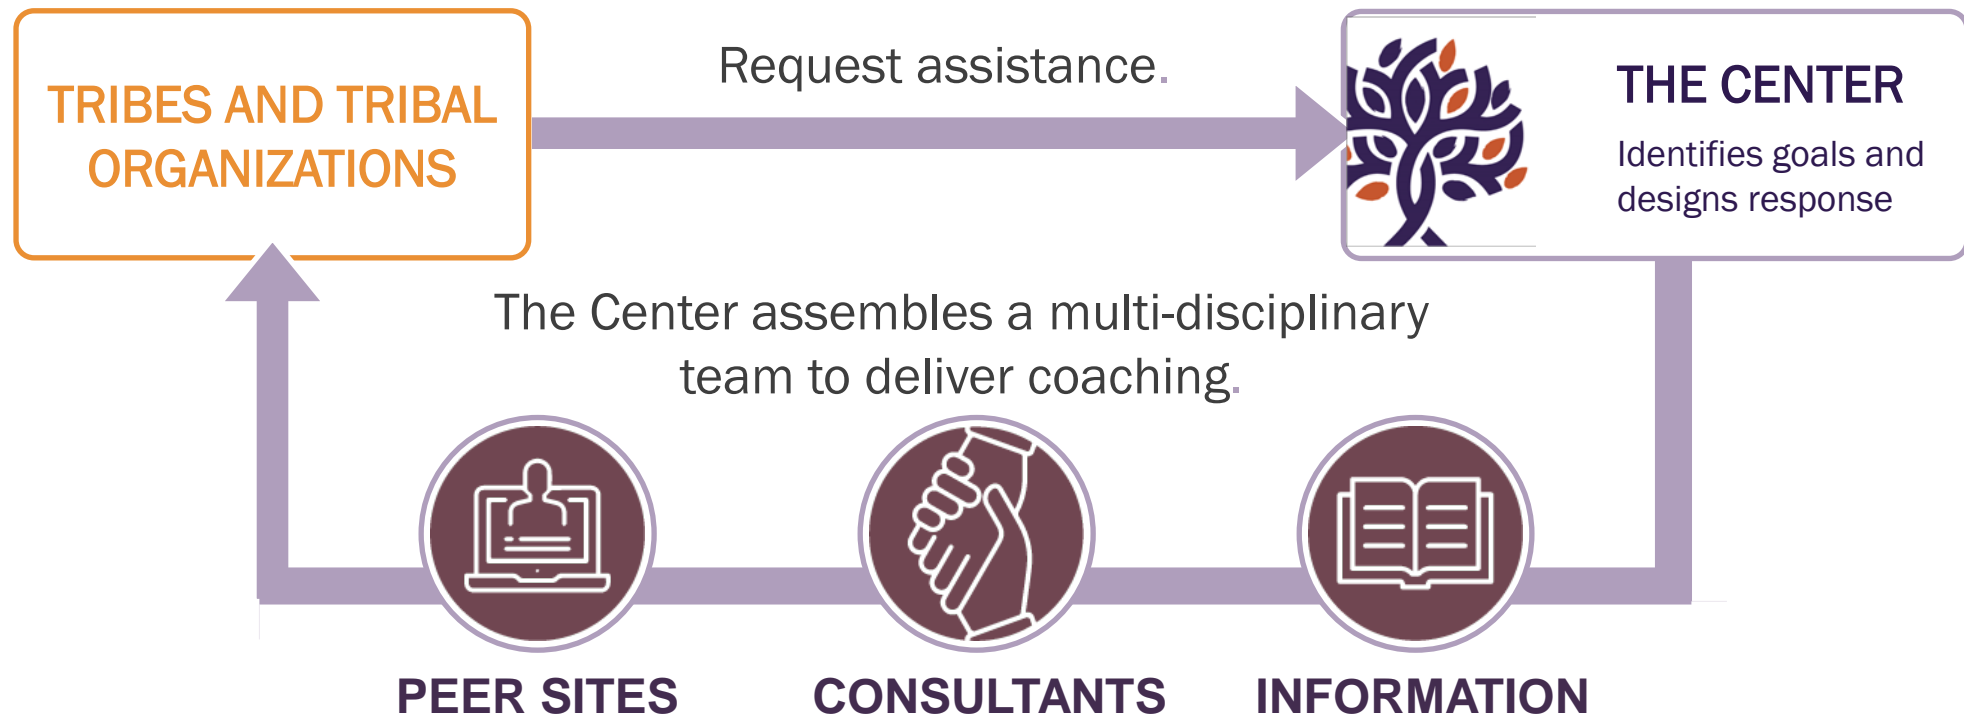 TRIBES AND TRIBAL
ORGANIZATIONS
Request assistance.
THE CENTER
Identifies goals and
designs response
The Center assembles a multi-disciplinary
team to deliver coaching.
PEER SITES
CONSULTANTS
INFORMATION